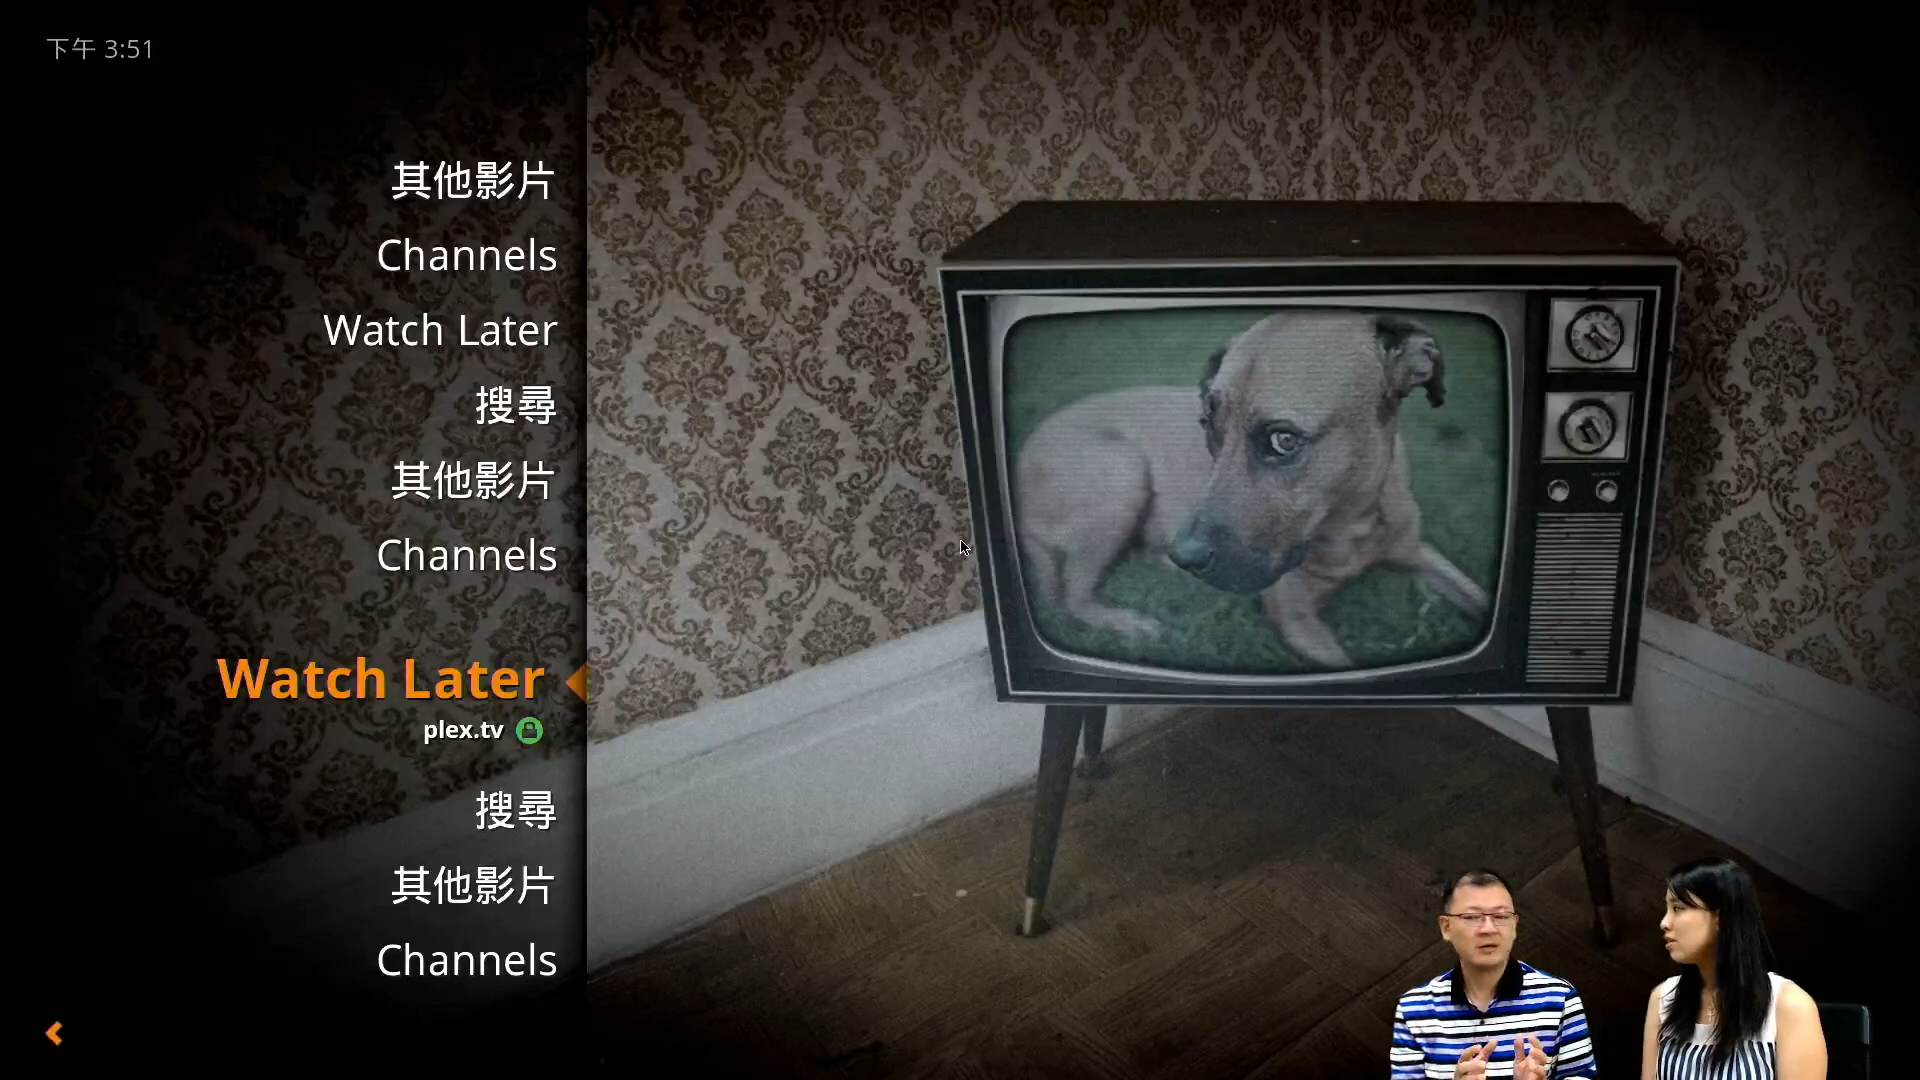 下午 3:51
其他影片
Channels
Watch Later
搜尋
其他影片
Channels
Watch Later
plex.tv
搜尋
其他影片
Channels